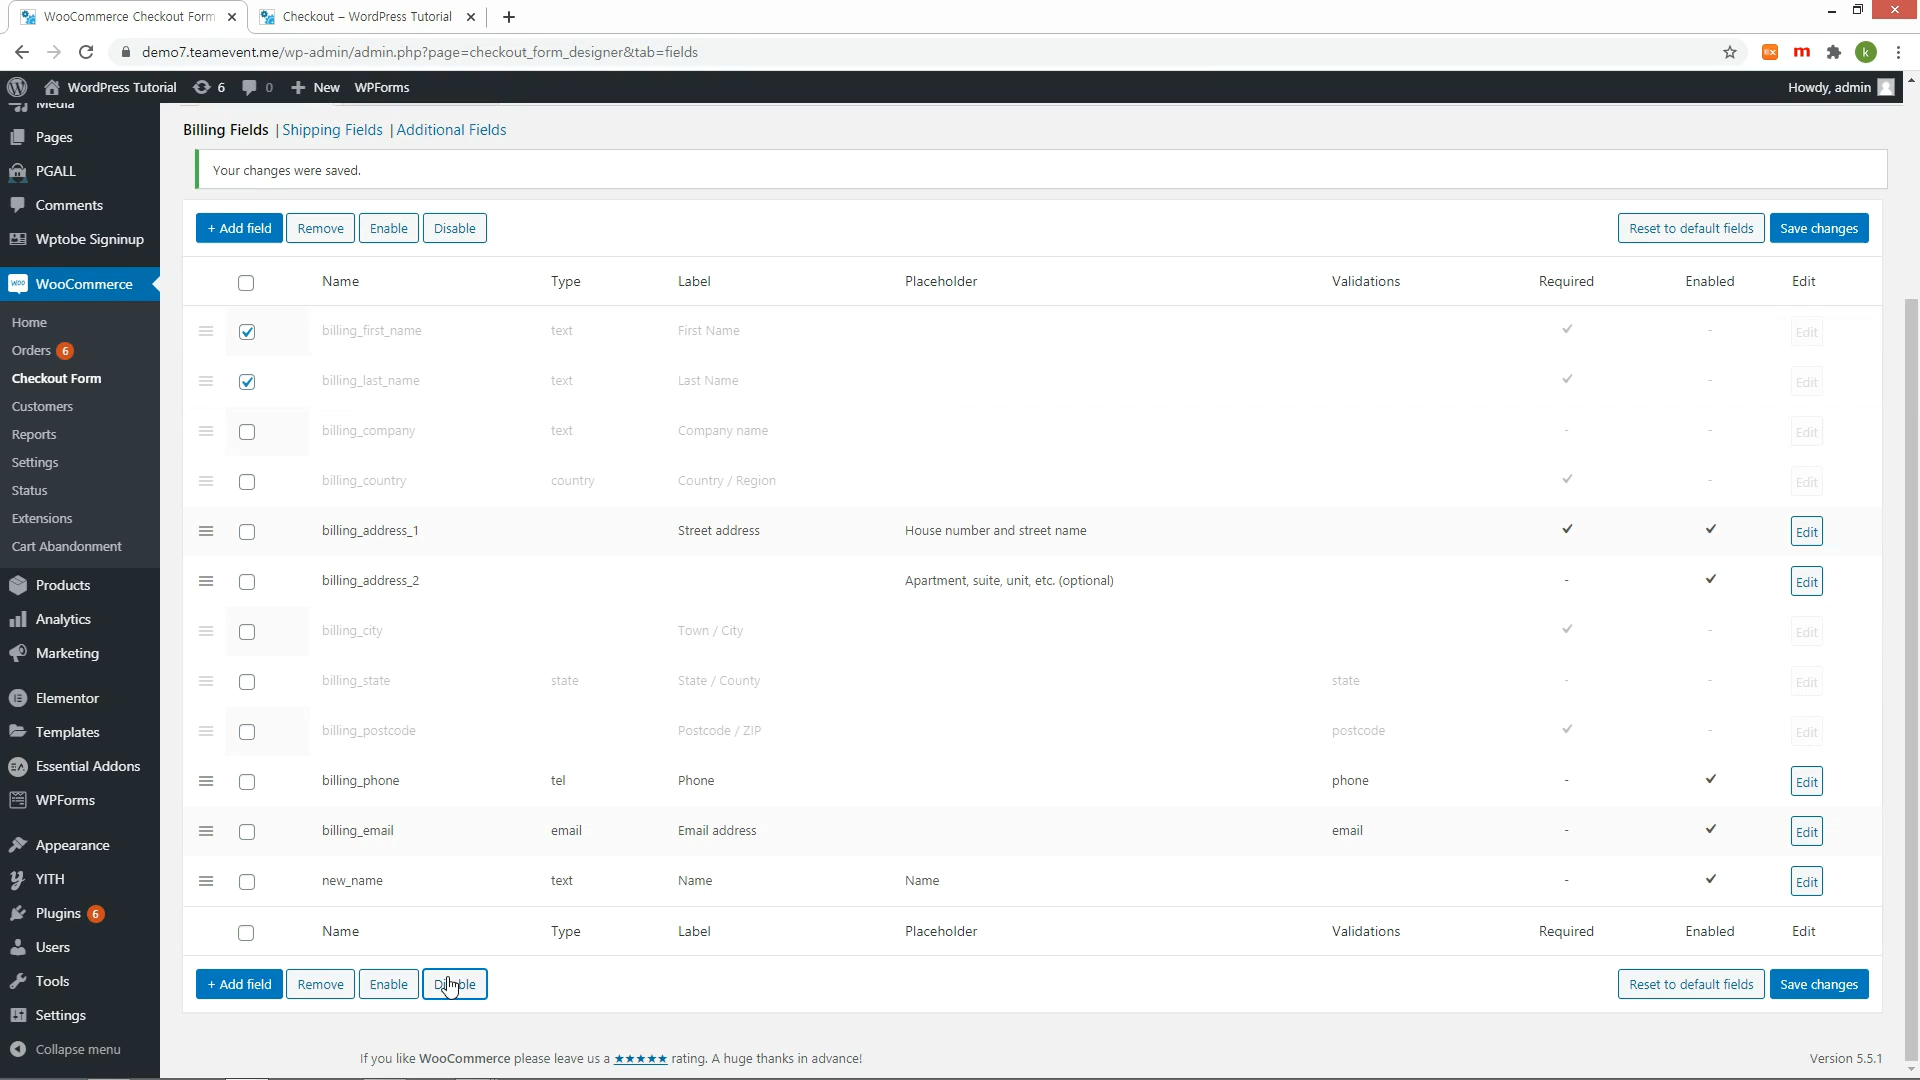 WooCommerce Checkout Form
Checkout – WordPress Tutorial
demo7.teamevent.me/wp-admin/admin.php?page=checkout_form_designer&tab=fields
k
WordPress Tutorial 6 0 New WPForms
Howdy, admin
Media
Pages
PGALL
Comments
Wptobe Signinup
WooCommerce
Home
Orders 6
Checkout Form
Customers
Reports
Settings
Status
Extensions
Cart Abandonment
Products
Analytics
Marketing
Elementor
Templates
Essential Addons
WPForms
Appearance
YITH
Plugins 6
Users
Tools
Settings
Collapse menu
Billing Fields | Shipping Fields | Additional Fields
Your changes were saved.
+ Add field Remove Enable Disable Reset to default fields Save changes
Name Type Label Placeholder Validations Required Enabled Edit
billing_first_name text First Name - Edit
billing_last_name text Last Name - Edit
billing_company text Company name - - Edit
billing_country country Country / Region - Edit
billing_address_1 Street address House number and street name Edit
billing_address_2 Apartment, suite, unit, etc. (optional) - Edit
billing_city Town / City - Edit
billing_state state State / County state - - Edit
billing_postcode Postcode / ZIP postcode - Edit
billing_phone tel Phone phone - Edit
billing_email email Email address email - Edit
new_name text Name Name - Edit
Name Type Label Placeholder Validations Required Enabled Edit
+ Add field Remove Enable Reset to default fields Save changes
If you like WooCommerce please leave us a ★★★★★ rating. A huge thanks in advance!
Version 5.5.1